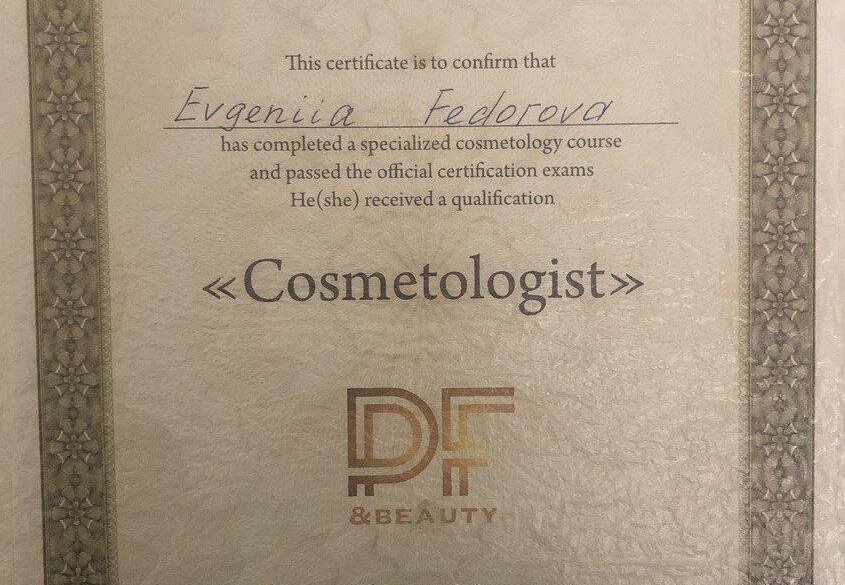 This certificate is to confirm that
Evgeniia Fedorova
has completed a specialized cosmetology course
and passed the official certification exams
He(she) received a qualification
«Cosmetologist»
PF
&BEAUTY